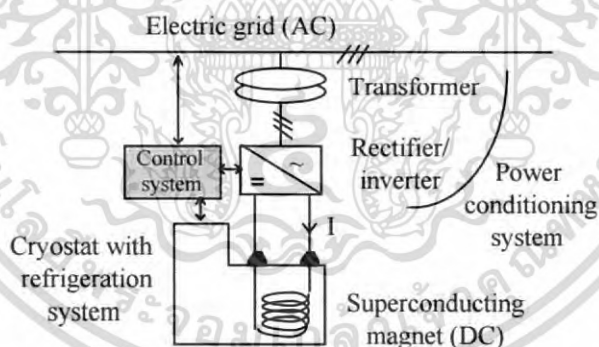 Electric grid (AC)
Transformer
Control
system
=
~
Rectifier/
inverter
Power
conditioning
system
I
Cryostat with
refrigeration
system
Superconducting
magnet (DC)